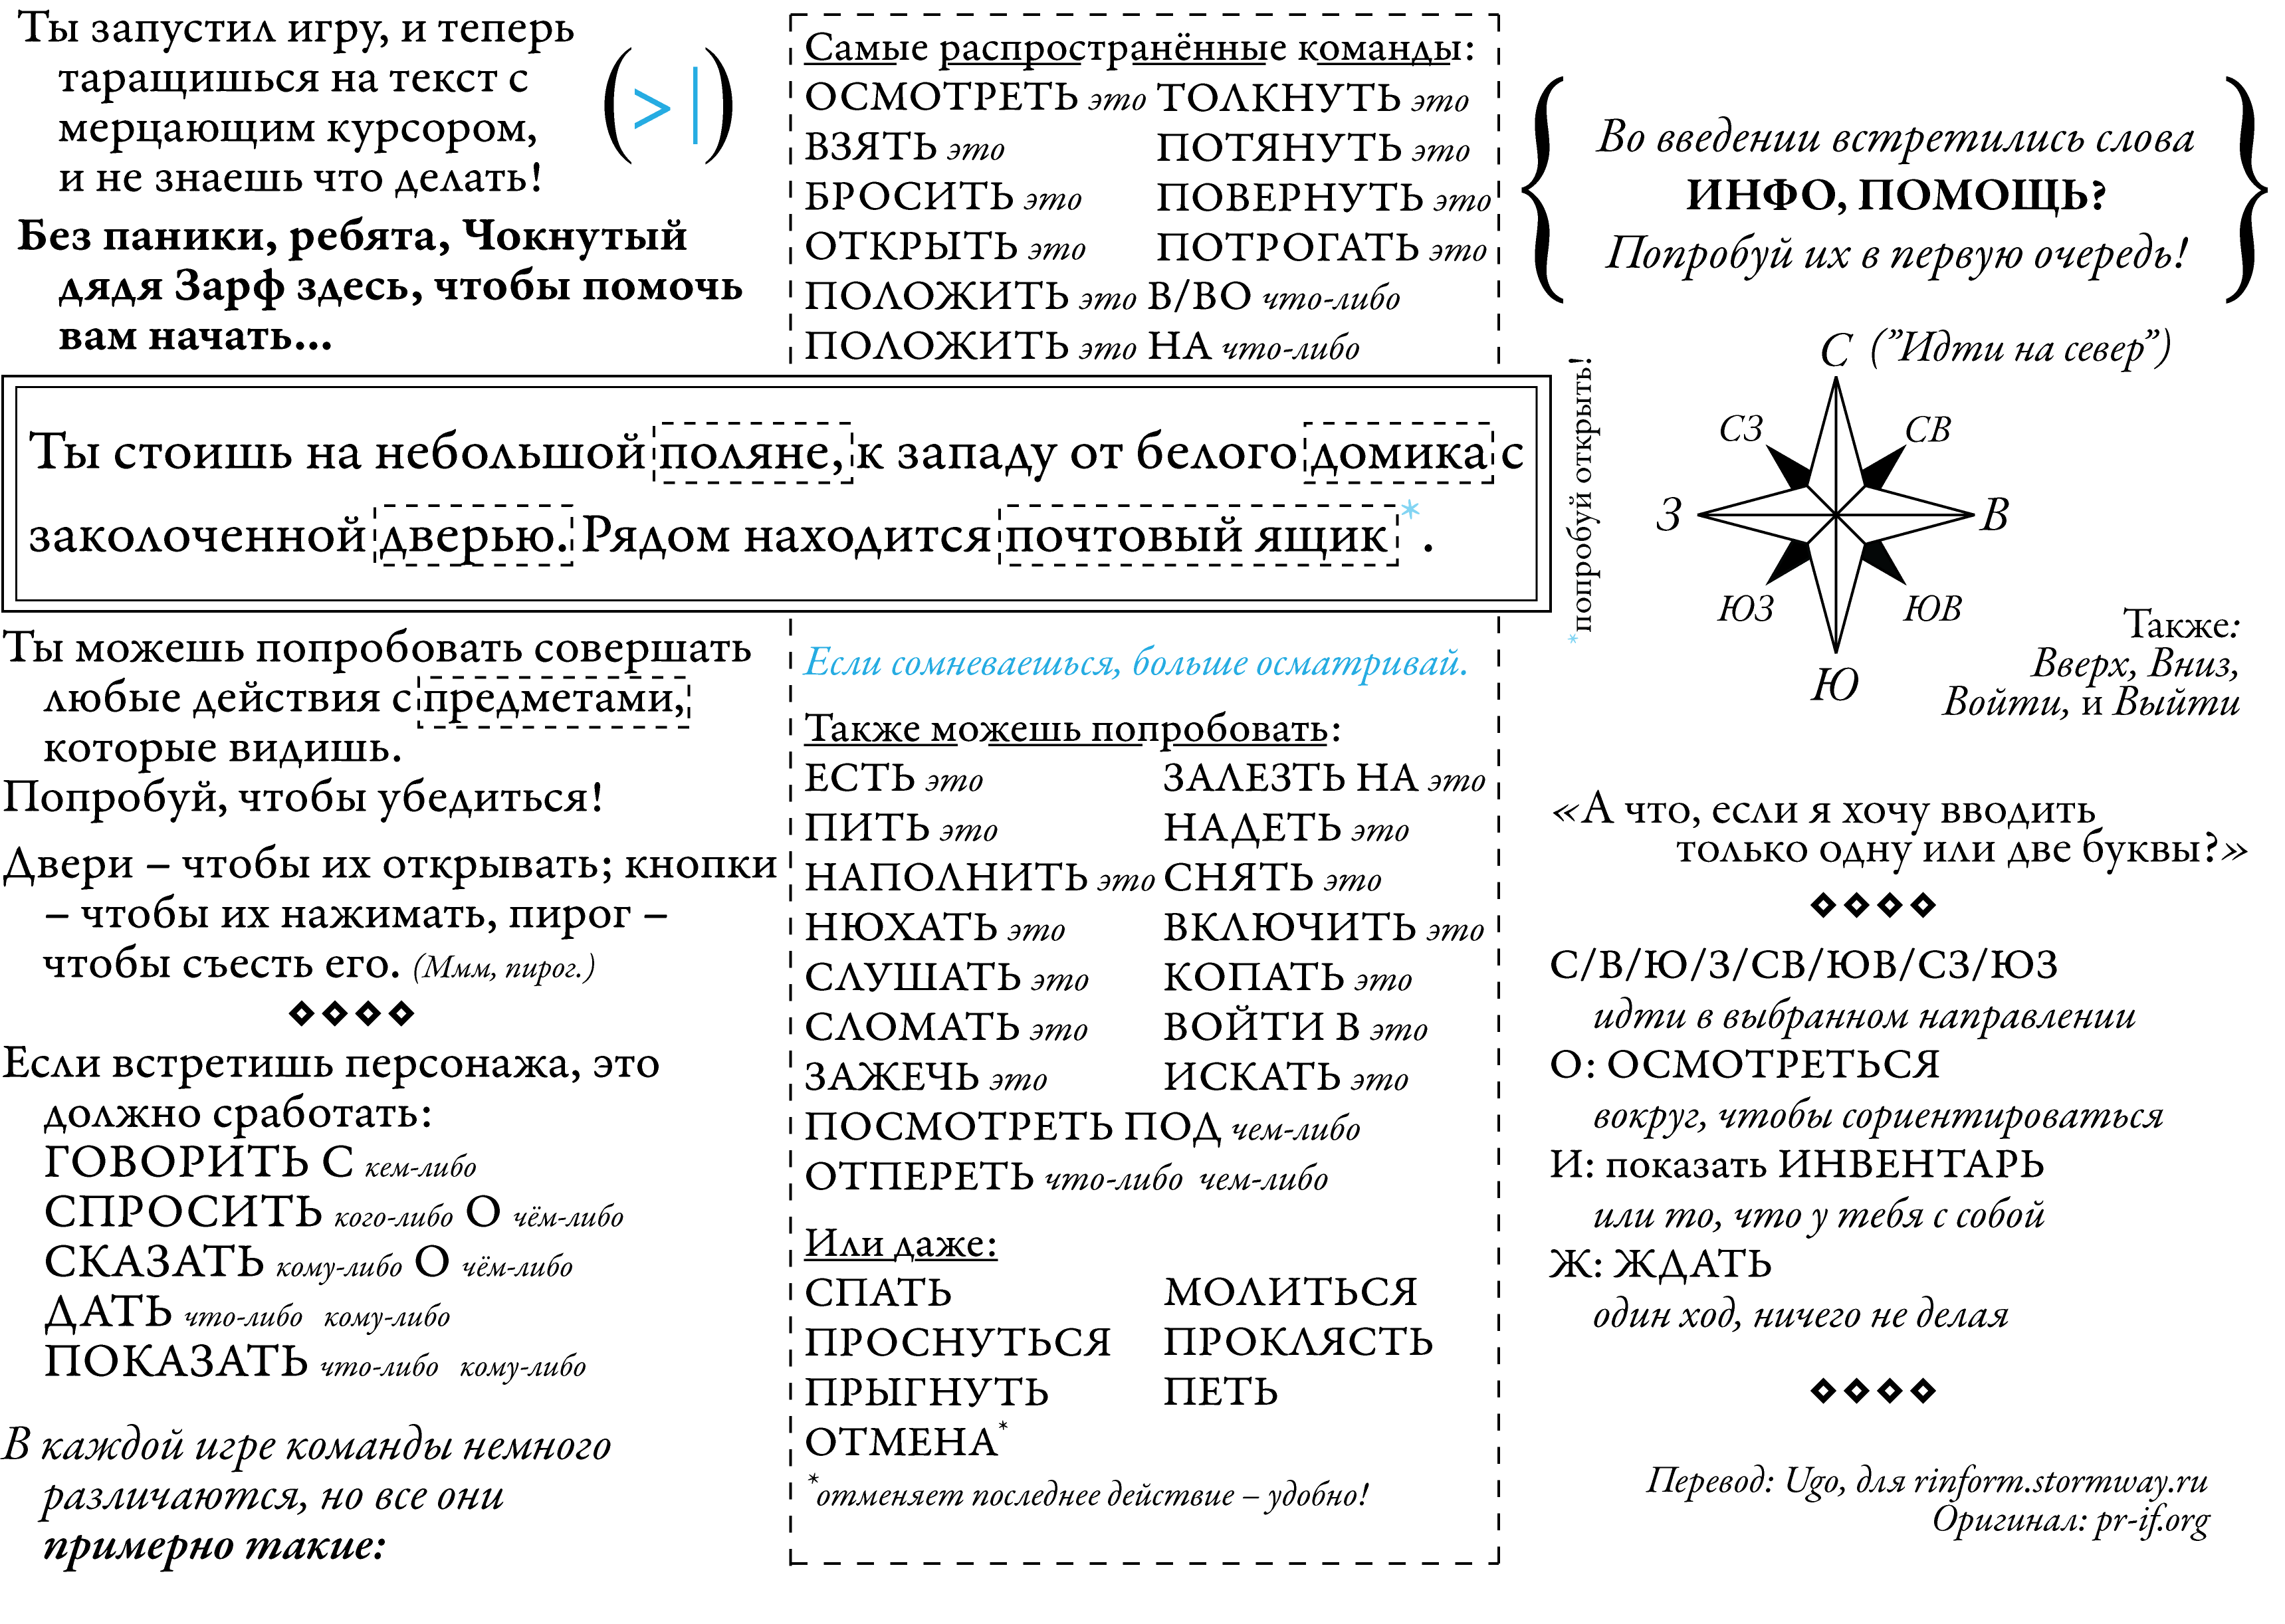 Ты запустил игру, и теперь
таращишься на текст с
мерцающим курсором,
и не знаешь что делать!
(>|)
Без паники, ребята, Чокнутый
дядя Зарф здесь, чтобы помочь
вам начать...
Самые распространённые команды:
ОСМОТРЕТЬ это ТОЛКНУТЬ это
ВЗЯТЬ это ПОТЯНУТЬ это
БРОСИТЬ это ПОВЕРНУТЬ это
ОТКРЫТЬ это ПОТРОГАТЬ это
ПОЛОЖИТЬ это В/ВО что-либо
ПОЛОЖИТЬ это НА что-либо
Во введении встретились слова
ИНФО, ПОМОЩЬ?
Попробуй их в первую очередь!
Ты стоишь на небольшой поляне, к западу от белого домика с
заколоченной дверью. Рядом находится почтовый ящик*.
*попробуй открыть!
С ("Идти на север")
СЗ СВ
З В
ЮЗ ЮВ
Ю
Также:
Вверх, Вниз,
Войти, и Выйти
Ты можешь попробовать совершать
любые действия с предметами,
которые видишь.
Попробуй, чтобы убедиться!
Двери – чтобы их открывать; кнопки
– чтобы их нажимать, пирог –
чтобы съесть его. (Ммм, пирог.)
Если встретишь персонажа, это
должно сработать:
ГОВОРИТЬ С кем-либо
СПРОСИТЬ кого-либо О чём-либо
СКАЗАТЬ кому-либо О чём-либо
ДАТЬ что-либо кому-либо
ПОКАЗАТЬ что-либо кому-либо
В каждой игре команды немного
различаются, но все они
примерно такие:
Если сомневаешься, больше осматривай.
Также можешь попробовать:
ЕСТЬ это ЗАЛЕЗТЬ НА это
ПИТЬ это НАДЕТЬ это
НАПОЛНИТЬ это СНЯТЬ это
НЮХАТЬ это ВКЛЮЧИТЬ это
СЛУШАТЬ это КОПАТЬ это
СЛОМАТЬ это ВОЙТИ В это
ЗАЖЕЧЬ это ИСКАТЬ это
ПОСМОТРЕТЬ ПОД чем-либо
ОТПЕРЕТЬ что-либо чем-либо
Или даже:
СПАТЬ МОЛИТЬСЯ
ПРОСНУТЬСЯ ПРОКЛЯСТЬ
ПРЫГНУТЬ ПЕТЬ
ОТМЕНА*
*отменяет последнее действие – удобно!
«А что, если я хочу вводить
только одну или две буквы?»
С/В/Ю/З/СВ/ЮВ/СЗ/ЮЗ
идти в выбранном направлении
О: ОСМОТРЕТЬСЯ
вокруг, чтобы сориентироваться
И: показать ИНВЕНТАРЬ
или то, что у тебя с собой
Ж: ЖДАТЬ
один ход, ничего не делая
Перевод: Ugo, для rinform.stormway.ru
Оригинал: pr-if.org